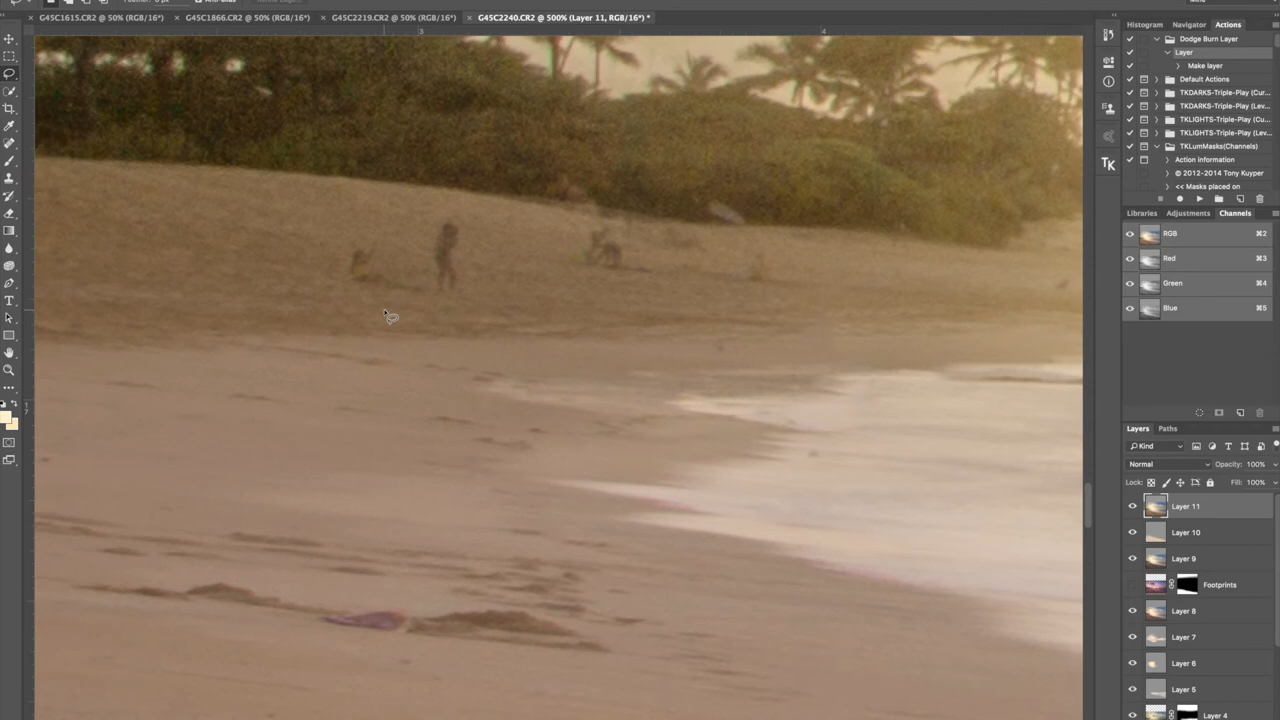 G45C1615.CR2 @ 50% (RGB/16*)
G45C1866.CR2 @ 50% (RGB/16*)
G45C2219.CR2 @ 50% (RGB/16*)
G45C2240.CR2 @ 500% (Layer 11, RGB/16*) *
3
4
1
7
TK
Histogram
Navigator
Actions
Dodge Burn Layer
Layer
Make layer
Default Actions
TKDARKS-Triple-Play (Cur...
TKDARKS-Triple-Play (Lev...
TKLIGHTS-Triple-Play (Cu...
TKLIGHTS-Triple-Play (Lev...
TKLumMasks(Channels)
Action information
© 2012-2014 Tony Kuyper
<< Masks placed on
Libraries
Adjustments
Channels
RGB ⌘2
Red ⌘3
Green ⌘4
Blue ⌘5
Layers
Paths
Kind
Normal
Opacity: 100%
Lock:
Fill: 100%
Layer 11
Layer 10
Layer 9
Footprints
Layer 8
Layer 7
Layer 6
Layer 5
Layer 4